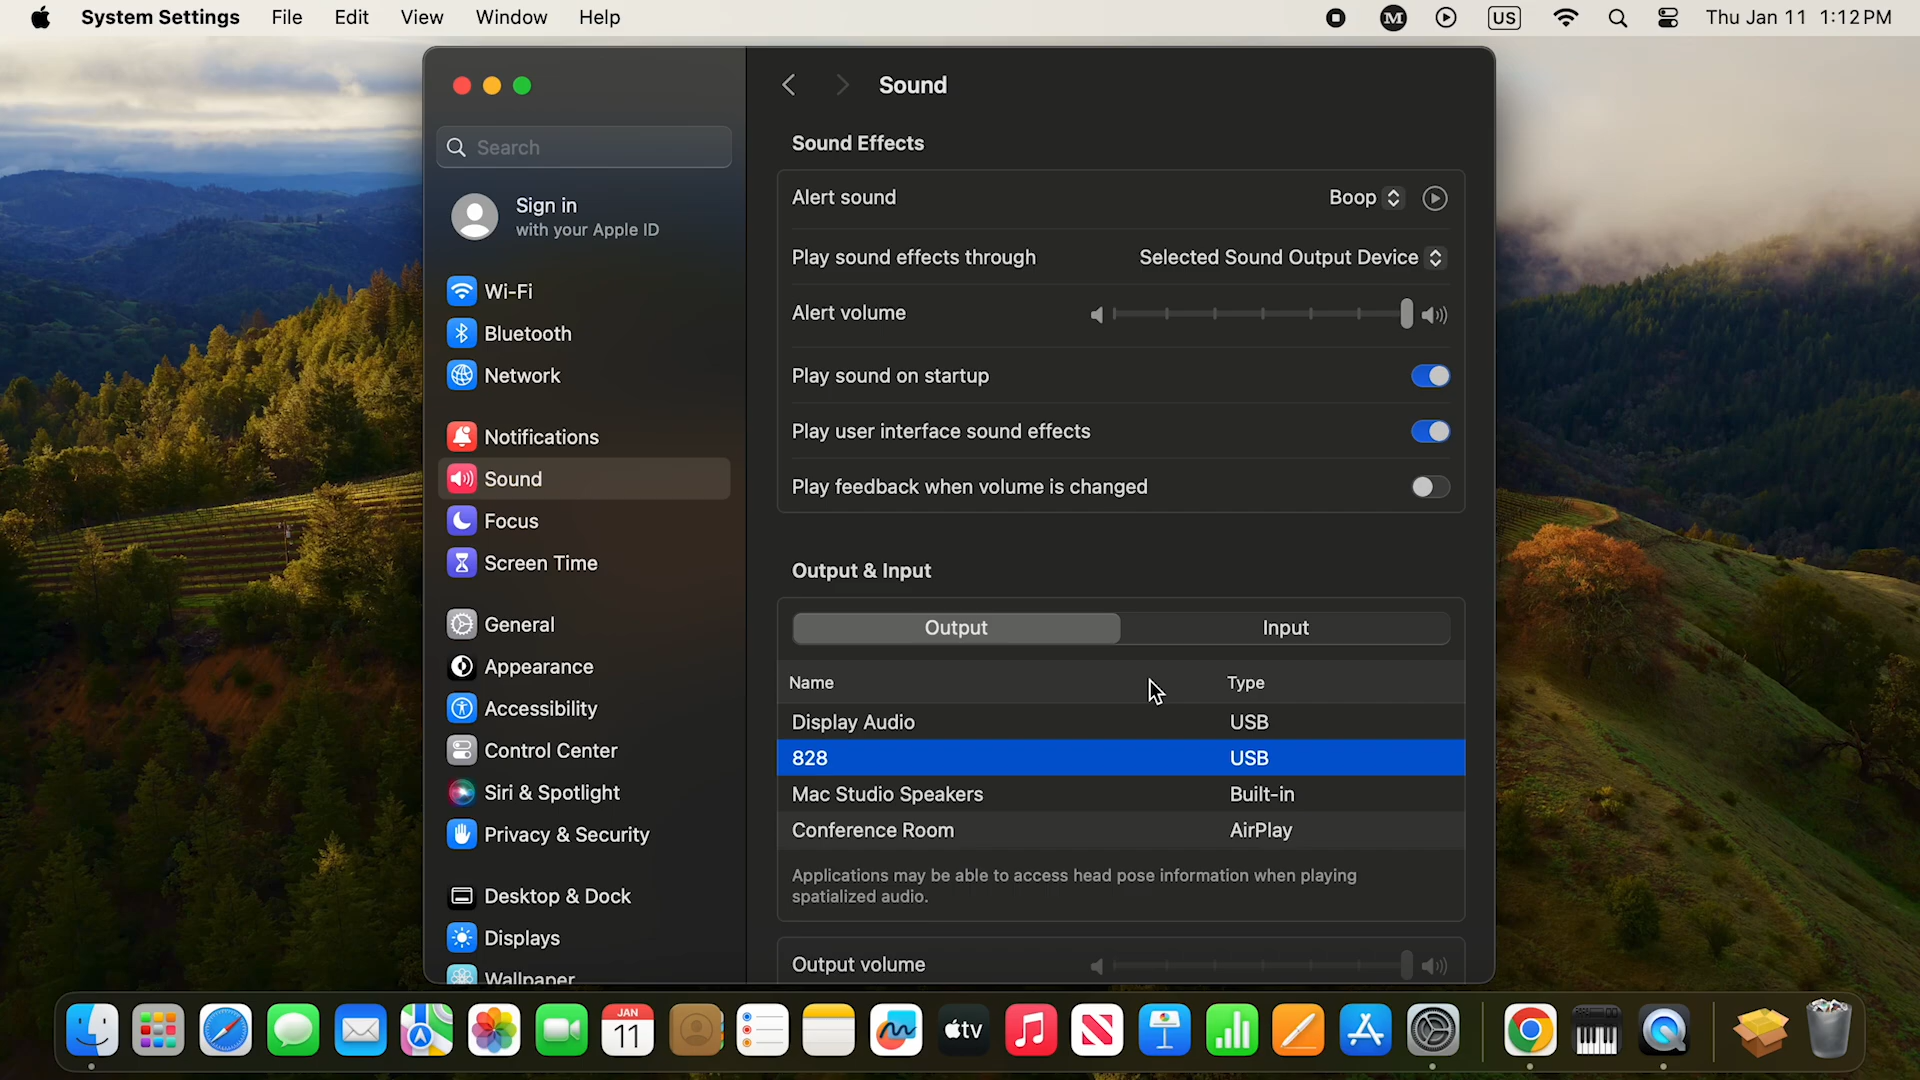 System Settings File Edit View Window Help
M US Thu Jan 11 1:12 PM
Sound
Search
Sign in
with your Apple ID
Wi-Fi
Bluetooth
Network
Notifications
Sound
Focus
Screen Time
General
Appearance
Accessibility
Control Center
Siri & Spotlight
Privacy & Security
Desktop & Dock
Displays
Wallpaper
Sound Effects
Alert sound Boop
Play sound effects through Selected Sound Output Device
Alert volume
Play sound on startup
Play user interface sound effects
Play feedback when volume is changed
Output & Input
Output Input
Name Type
Display Audio USB
828 USB
Mac Studio Speakers Built-in
Conference Room AirPlay
Applications may be able to access head pose information when playing
spatialized audio.
Output volume
JAN
11
tv